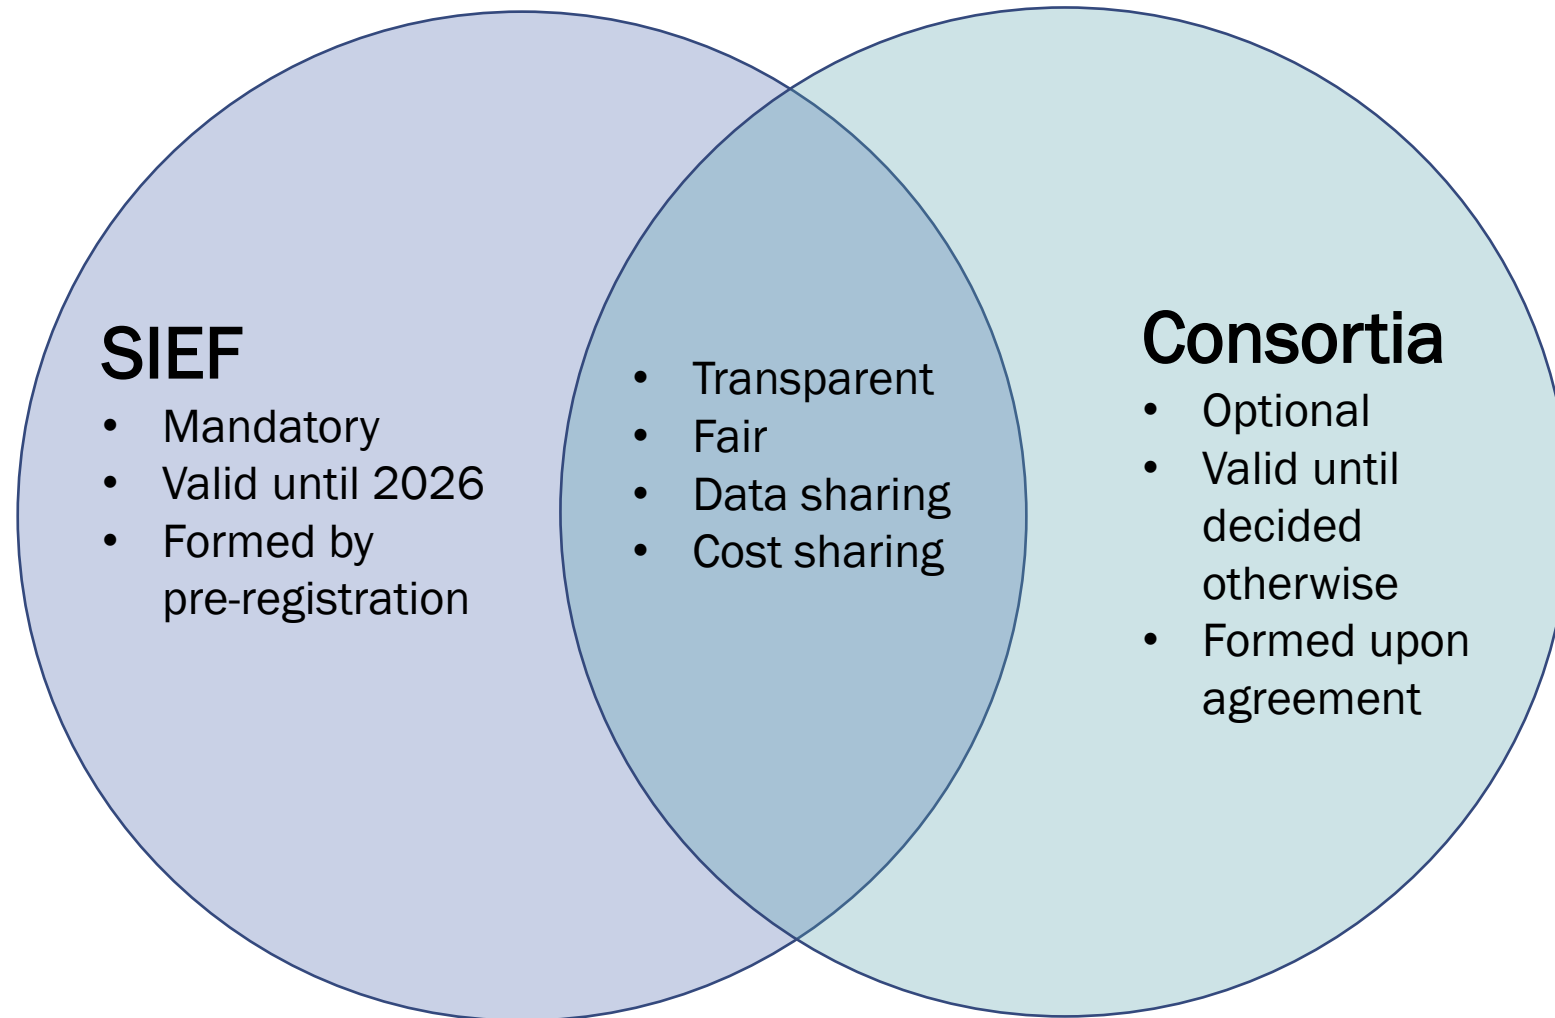 SIEF
• Mandatory
• Valid until 2026
• Formed by
pre-registration
• Transparent
• Fair
• Data sharing
• Cost sharing
Consortia
• Optional
• Valid until
decided
otherwise
• Formed upon
agreement